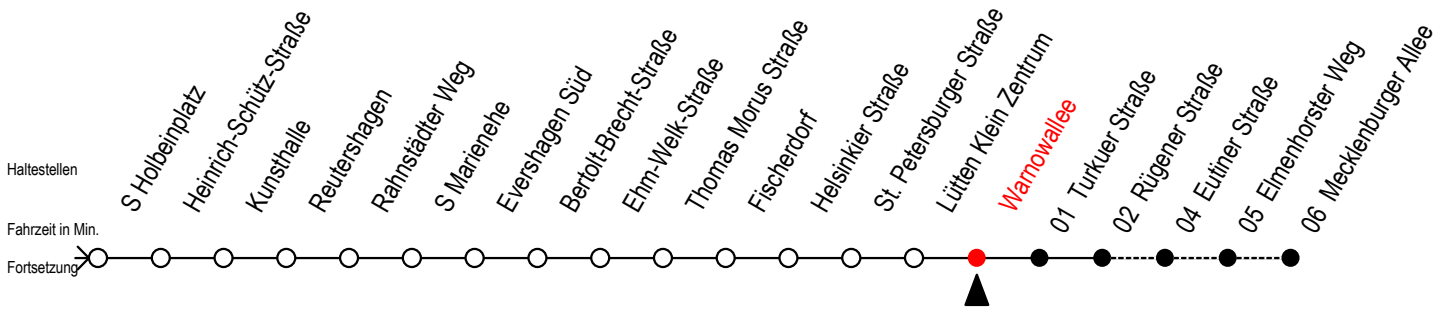 Haltestellen
Fahrzeit in Min.
Fortsetzung
S Holbeinplatz
Heinrich-Schütz-Straße
Kunsthalle
Reutershagen
Rahnstädter Weg
S Marienehe
Evershagen Süd
Bertolt-Brecht-Straße
Ehm-Welk-Straße
Thomas Morus Straße
Fischerdorf
Helsinkier Straße
St. Petersburger Straße
Lütten Klein Zentrum
Warnowallee
01 Turkuer Straße
02 Rügener Straße
04 Eutiner Straße
05 Elmenhorster Weg
06 Mecklenburger Allee